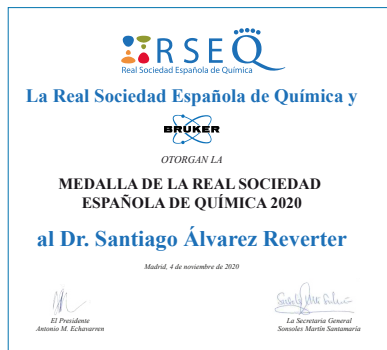 RSEQ
Real Sociedad Española de Química
La Real Sociedad Española de Química y
BRUKER
OTORGAN LA
MEDALLA DE LA REAL SOCIEDAD
ESPAÑOLA DE QUÍMICA 2020
al Dr. Santiago Álvarez Reverter
Madrid, 4 de noviembre de 2020
El Presidente
Antonio M. Echavarren
La Secretaria General
Sonsoles Martín Santamaría